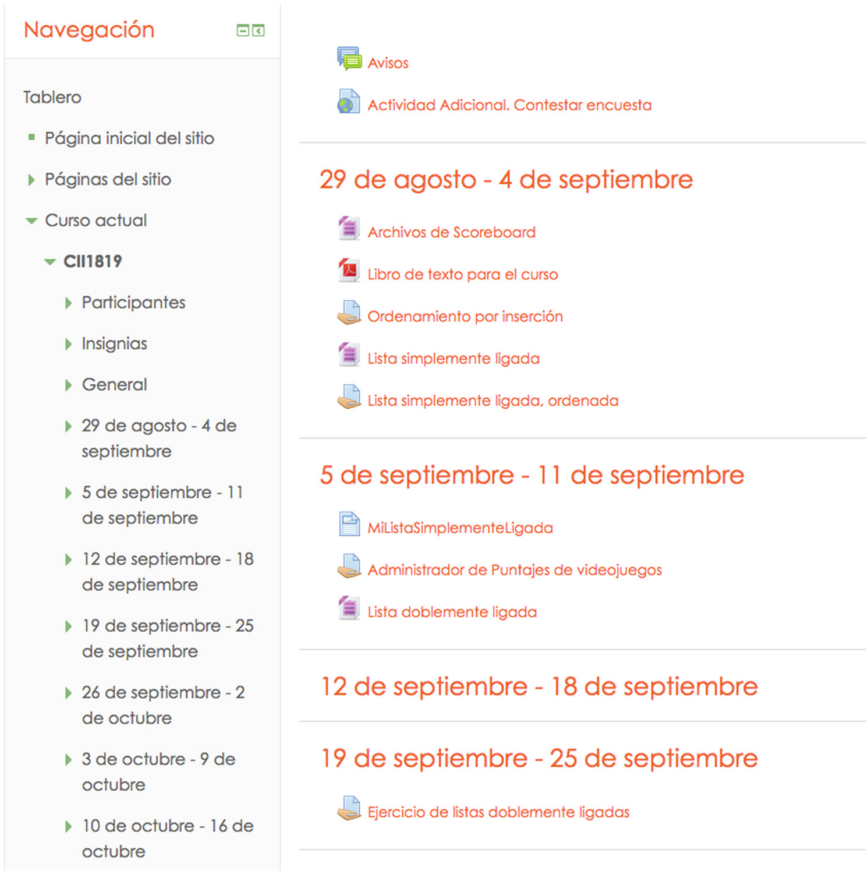 Navegación
Tablero
Página inicial del sitio
Páginas del sitio
Curso actual
CII1819
Participantes
Insignias
General
29 de agosto - 4 de
septiembre
5 de septiembre - 11
de septiembre
12 de septiembre - 18
de septiembre
19 de septiembre - 25
de septiembre
26 de septiembre - 2
de octubre
3 de octubre - 9 de
octubre
10 de octubre - 16 de
octubre
Avisos
Actividad Adicional. Contestar encuesta
29 de agosto - 4 de septiembre
Archivos de Scoreboard
Libro de texto para el curso
Ordenamiento por inserción
Lista simplemente ligada
Lista simplemente ligada, ordenada
5 de septiembre - 11 de septiembre
MiListaSimplementeLigada
Administrador de Puntajes de videojuegos
Lista doblemente ligada
12 de septiembre - 18 de septiembre
19 de septiembre - 25 de septiembre
Ejercicio de listas doblemente ligadas